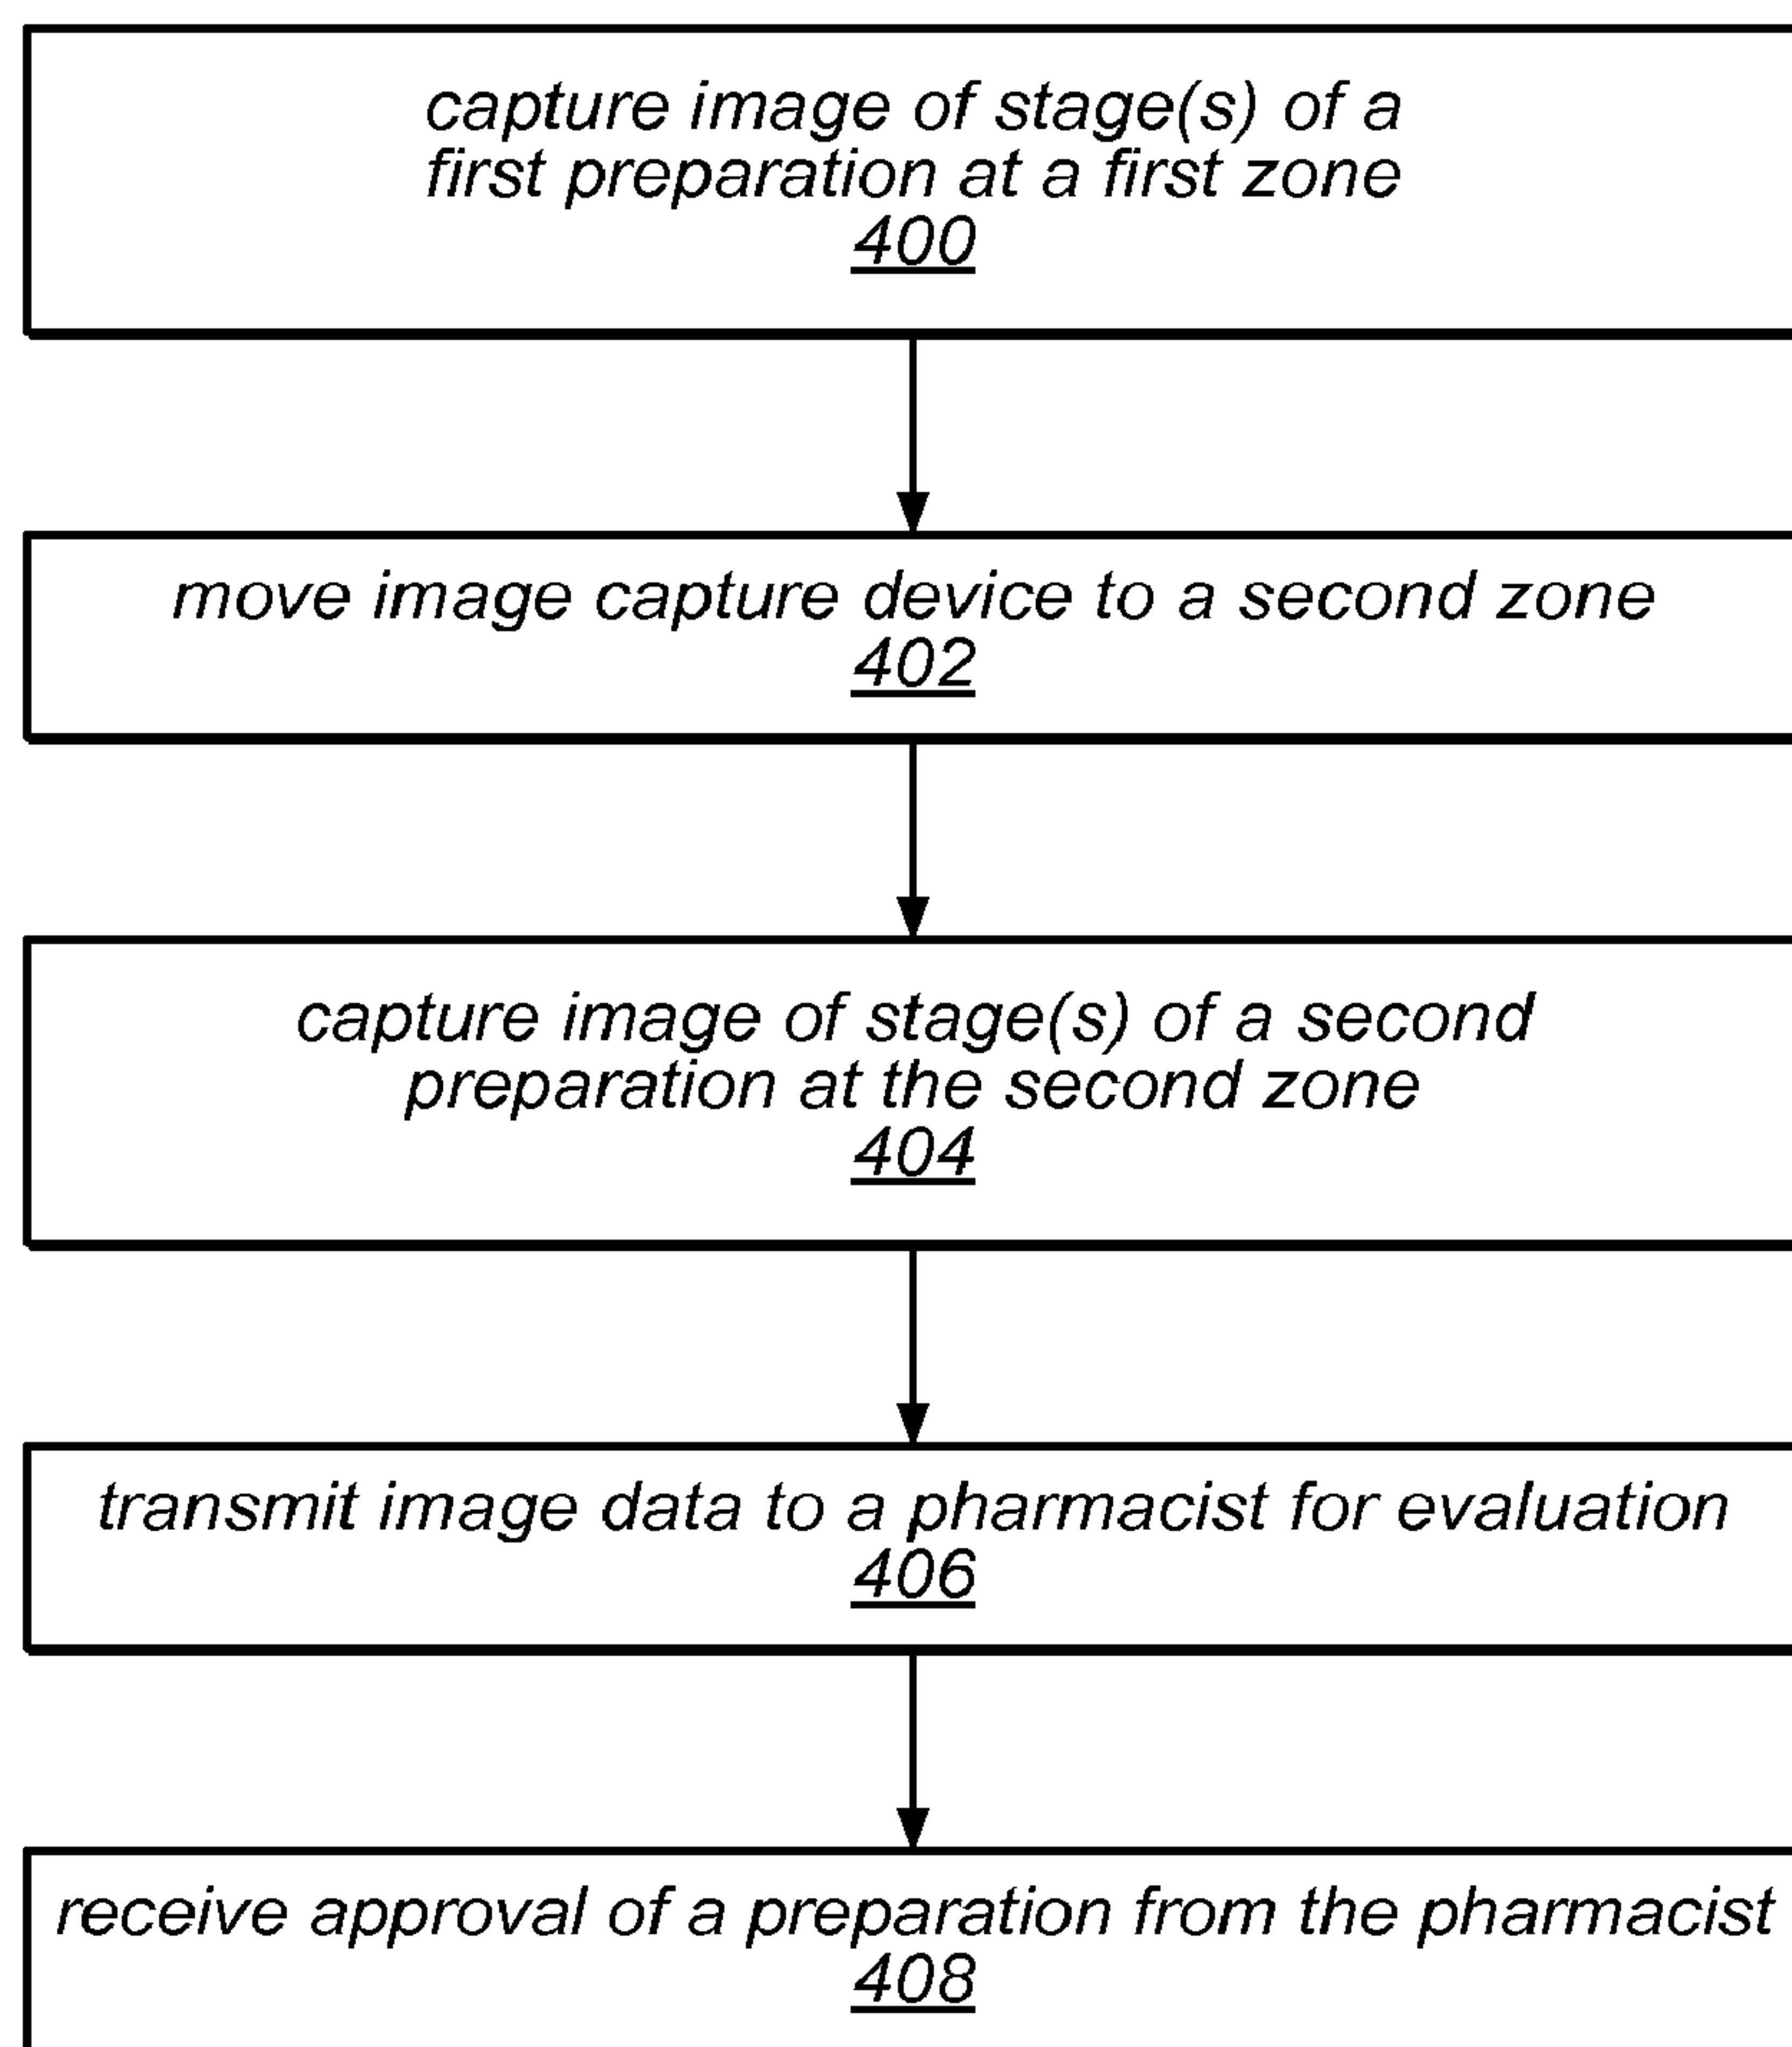 capture image of stage(s) of a
first preparation at a first zone
400
move image capture device to a second zone
402
capture image of stage(s) of a second
preparation at the second zone
404
transmit image data to a pharmacist for evaluation
406
receive approval of a preparation from the pharmacist
408